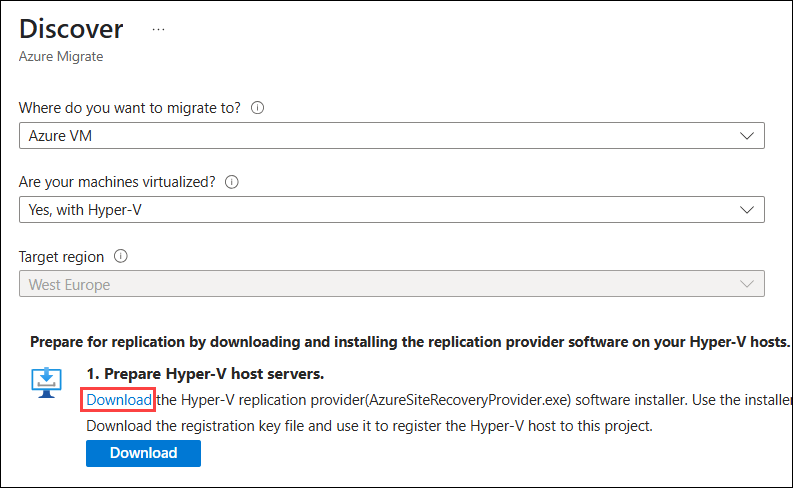 Discover ...
Azure Migrate
Where do you want to migrate to?
Azure VM
Are your machines virtualized?
Yes, with Hyper-V
Target region
West Europe
Prepare for replication by downloading and installing the replication provider software on your Hyper-V hosts.
1. Prepare Hyper-V host servers.
Download the Hyper-V replication provider(AzureSiteRecoveryProvider.exe) software installer. Use the installer
Download the registration key file and use it to register the Hyper-V host to this project.
Download